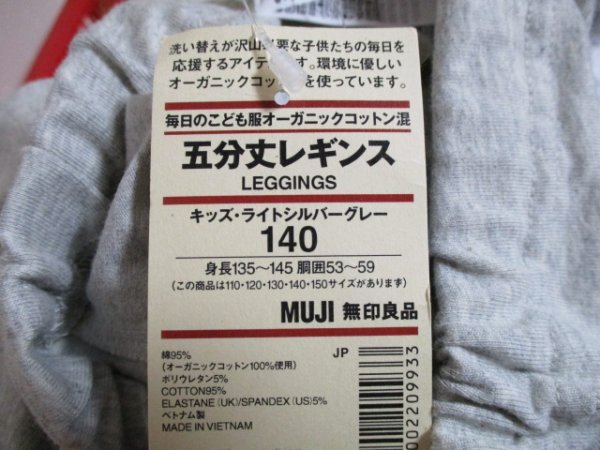 洗い替えが沢山必要な子供たちの毎日を
応援するアイテムです。環境に優しい
オーガニックコットンを使っています。
毎日のこども服オーガニックコットン混
五分丈レギンス
LEGGINGS
キッズ・ライトシルバーグレー
140
身長135～145 胴囲53～59
(この商品は110・120・130・140・150サイズがあります)
MUJI 無印良品
JP
綿95%
(オーガニックコットン100%使用)
ポリウレタン5%
COTTON95%
ELASTANE (UK)/SPANDEX (US)5%
ベトナム製
MADE IN VIETNAM
002209933